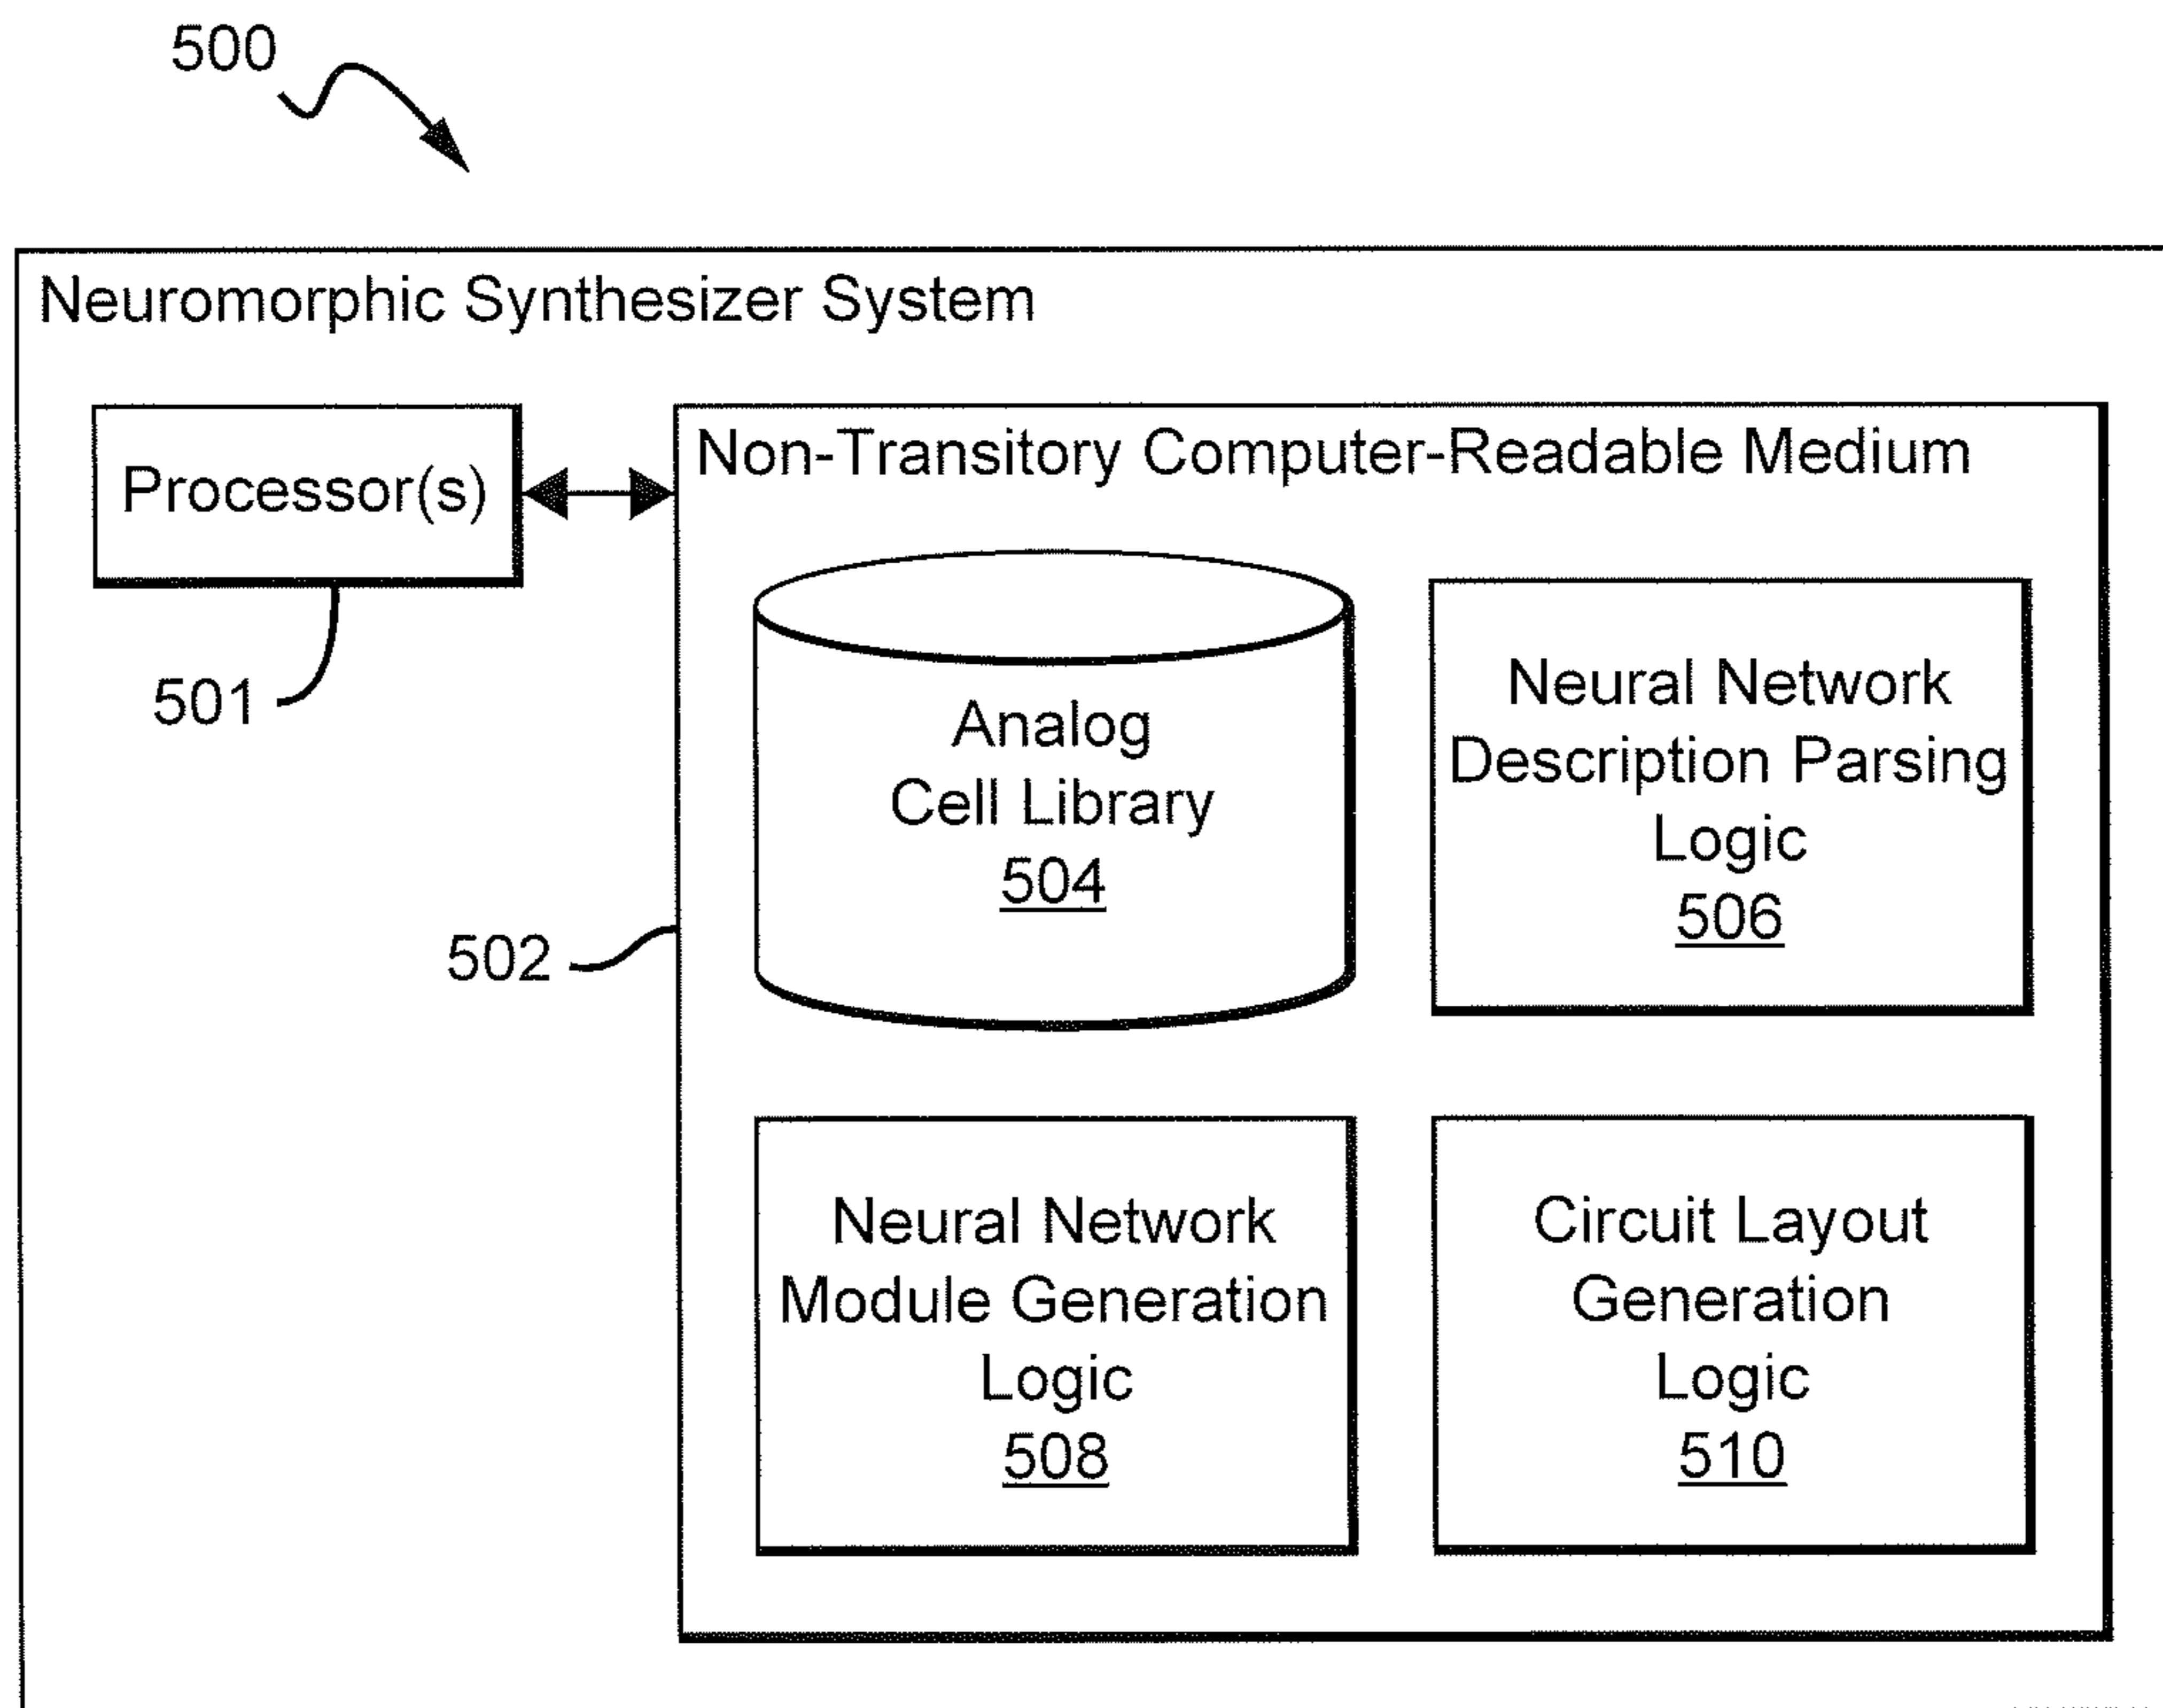 500
Neuromorphic Synthesizer System
Processor(s)
501
Non-Transitory Computer-Readable Medium
502
Analog
Cell Library
504
Neural Network
Description Parsing
Logic
506
Neural Network
Module Generation
Logic
508
Circuit Layout
Generation
Logic
510